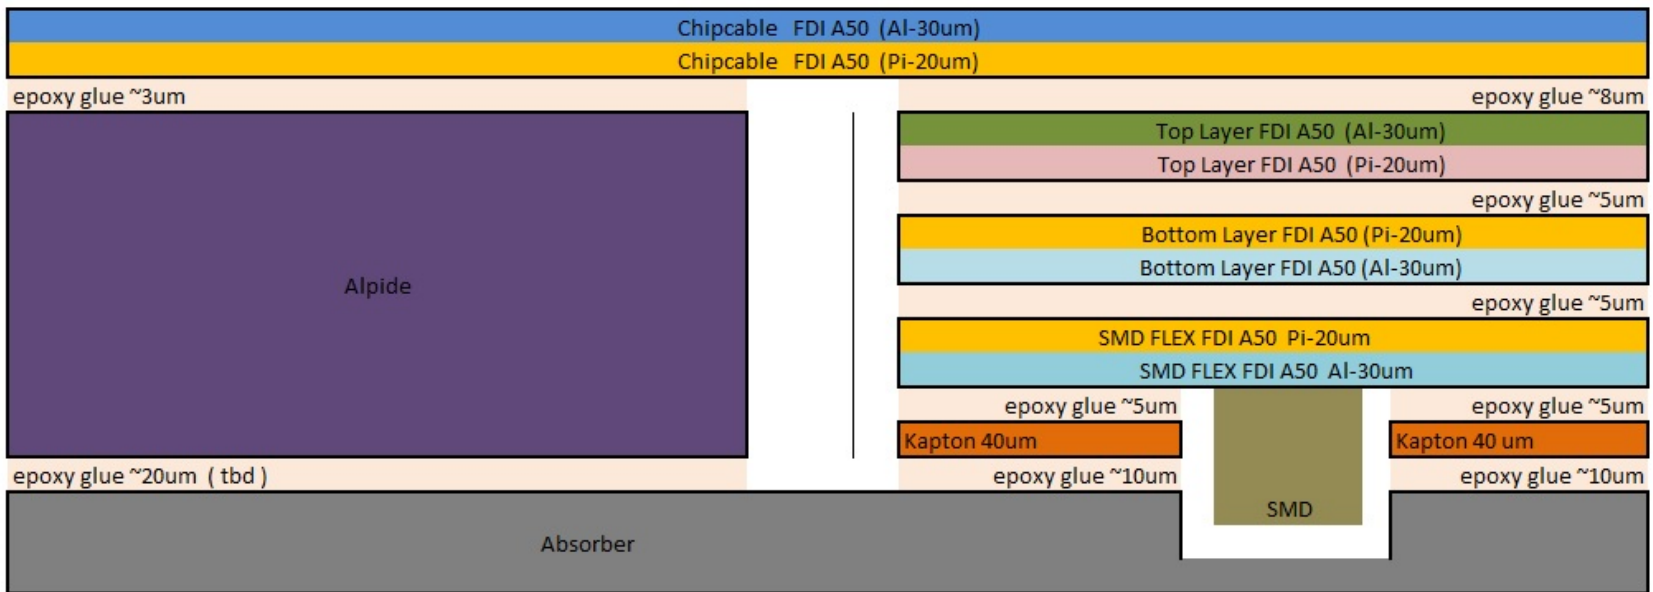 Chipcable FDI A50 (Al-30um)
Chipcable FDI A50 (Pi-20um)
epoxy glue ~3um
epoxy glue ~8um
Top Layer FDI A50 (Al-30um)
Top Layer FDI A50 (Pi-20um)
epoxy glue ~5um
Bottom Layer FDI A50 (Pi-20um)
Bottom Layer FDI A50 (Al-30um)
Alpide
epoxy glue ~5um
SMD FLEX FDI A50 Pi-20um
SMD FLEX FDI A50 Al-30um
epoxy glue ~5um
epoxy glue ~5um
Kapton 40um
Kapton 40 um
epoxy glue ~20um ( tbd )
epoxy glue ~10um
epoxy glue ~10um
SMD
Absorber